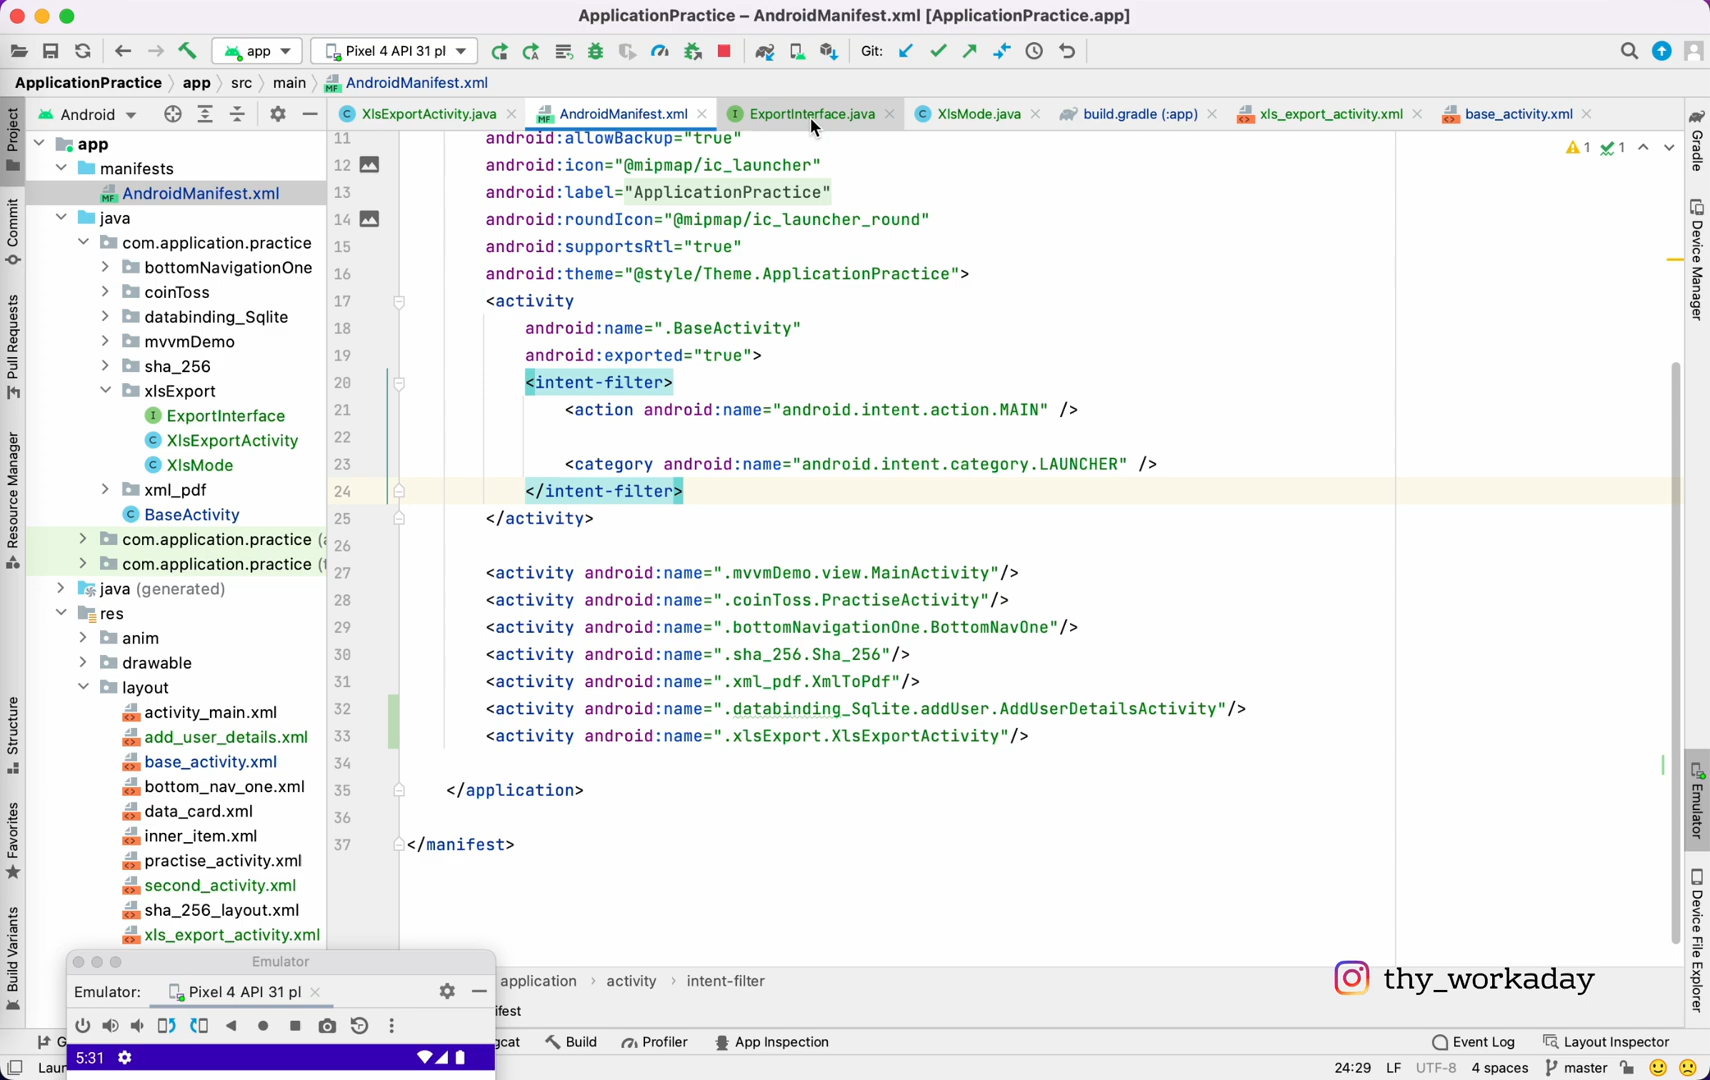 ApplicationPractice – AndroidManifest.xml [ApplicationPractice.app]
app
Pixel 4 API 31 pl
Git:
ApplicationPractice
app
src
main
AndroidManifest.xml
Android
XlsExportActivity.java
AndroidManifest.xml
ExportInterface.java
XlsMode.java
build.gradle (:app)
xls_export_activity.xml
base_activity.xml
Project
Commit
Pull Requests
Resource Manager
Structure
Favorites
Build Variants
app
manifests
AndroidManifest.xml
java
com.application.practice
bottomNavigationOne
coinToss
databinding_Sqlite
mvvmDemo
sha_256
xlsExport
ExportInterface
XlsExportActivity
XlsMode
xml_pdf
BaseActivity
com.application.practice
com.application.practice
java (generated)
res
anim
drawable
layout
activity_main.xml
add_user_details.xml
base_activity.xml
bottom_nav_one.xml
data_card.xml
inner_item.xml
practise_activity.xml
second_activity.xml
sha_256_layout.xml
xls_export_activity.xml
11 android:allowBackup="true"
12 android:icon="@mipmap/ic_launcher"
13 android:label="ApplicationPractice"
14 android:roundIcon="@mipmap/ic_launcher_round"
15 android:supportsRtl="true"
16 android:theme="@style/Theme.ApplicationPractice">
17 <activity
18 android:name=".BaseActivity"
19 android:exported="true">
20 <intent-filter>
21 <action android:name="android.intent.action.MAIN" />
22
23 <category android:name="android.intent.category.LAUNCHER" />
24 </intent-filter>
25 </activity>
26
27 <activity android:name=".mvvmDemo.view.MainActivity"/>
28 <activity android:name=".coinToss.PractiseActivity"/>
29 <activity android:name=".bottomNavigationOne.BottomNavOne"/>
30 <activity android:name=".sha_256.Sha_256"/>
31 <activity android:name=".xml_pdf.XmlToPdf"/>
32 <activity android:name=".databinding_Sqlite.addUser.AddUserDetailsActivity"/>
33 <activity android:name=".xlsExport.XlsExportActivity"/>
34
35 </application>
36
37 </manifest>
1
1
Gradle
Device Manager
Emulator
Device File Explorer
application
activity
intent-filter
thy_workaday
Emulator
Emulator:
Pixel 4 API 31 pl
5:31
Build
Profiler
App Inspection
Event Log
Layout Inspector
24:29
LF
UTF-8
4 spaces
master